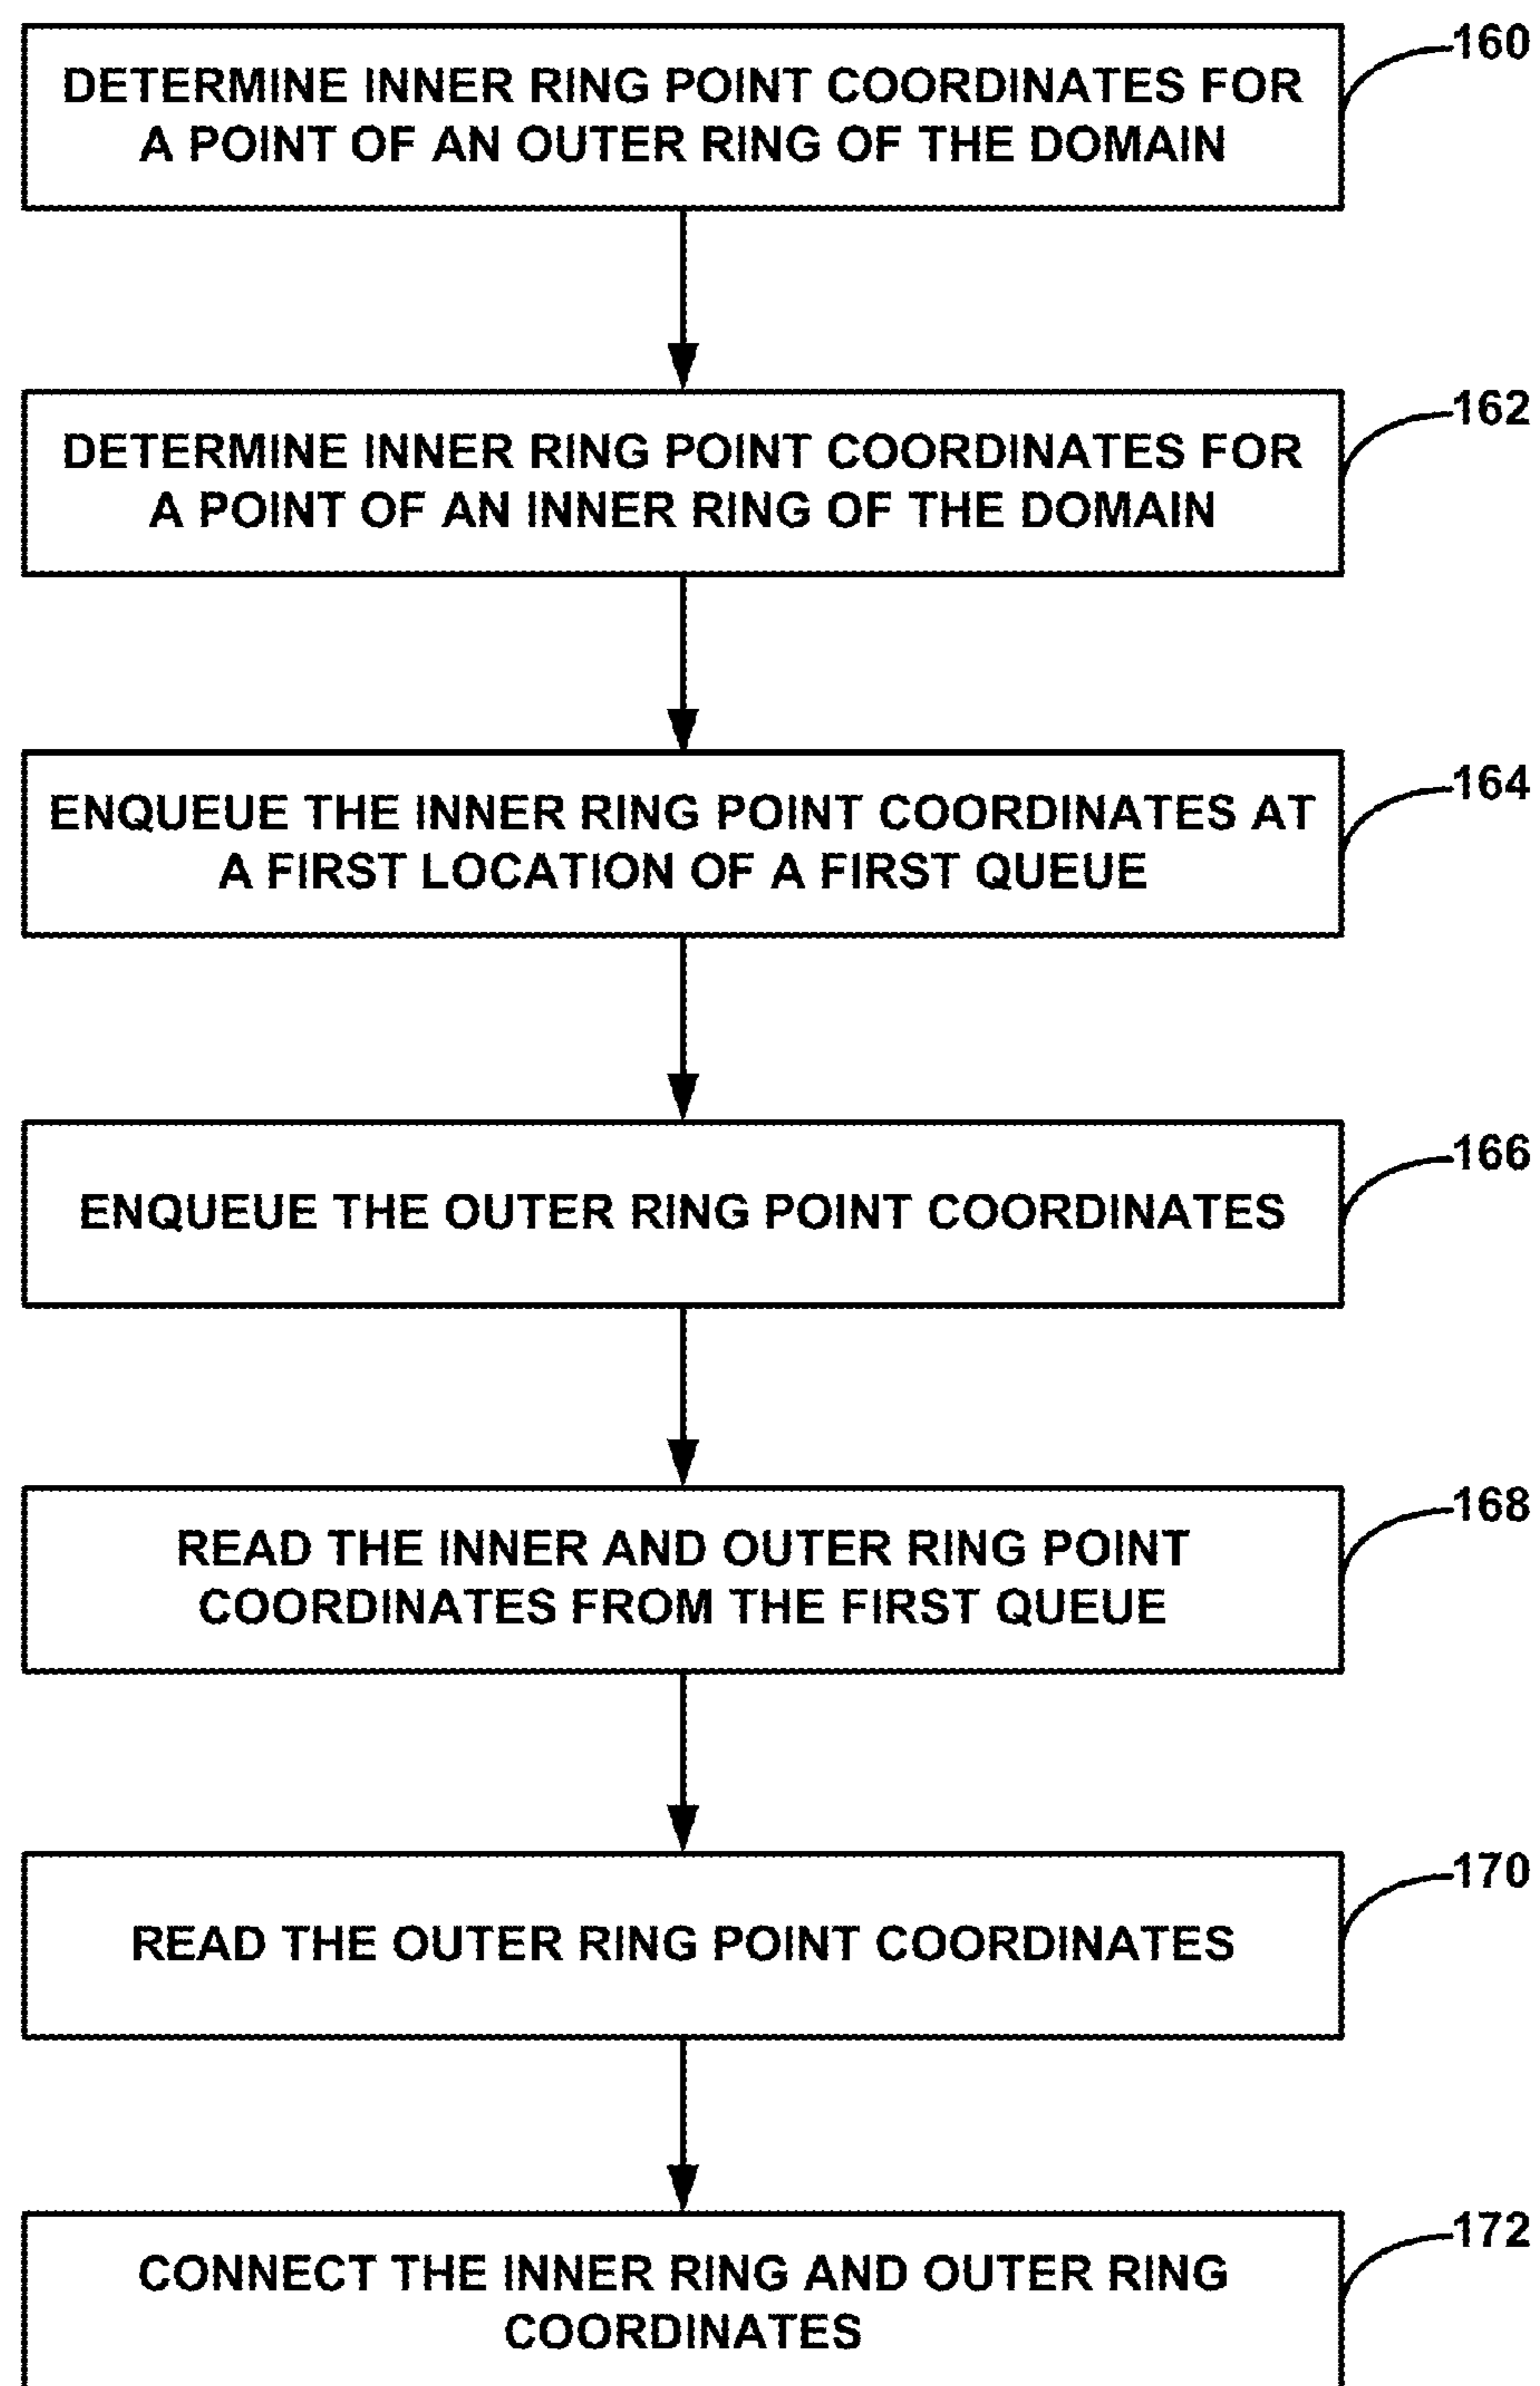 160
DETERMINE INNER RING POINT COORDINATES FOR
A POINT OF AN OUTER RING OF THE DOMAIN
162
DETERMINE INNER RING POINT COORDINATES FOR
A POINT OF AN INNER RING OF THE DOMAIN
164
ENQUEUE THE INNER RING POINT COORDINATES AT
A FIRST LOCATION OF A FIRST QUEUE
166
ENQUEUE THE OUTER RING POINT COORDINATES
168
READ THE INNER AND OUTER RING POINT
COORDINATES FROM THE FIRST QUEUE
170
READ THE OUTER RING POINT COORDINATES
172
CONNECT THE INNER RING AND OUTER RING
COORDINATES